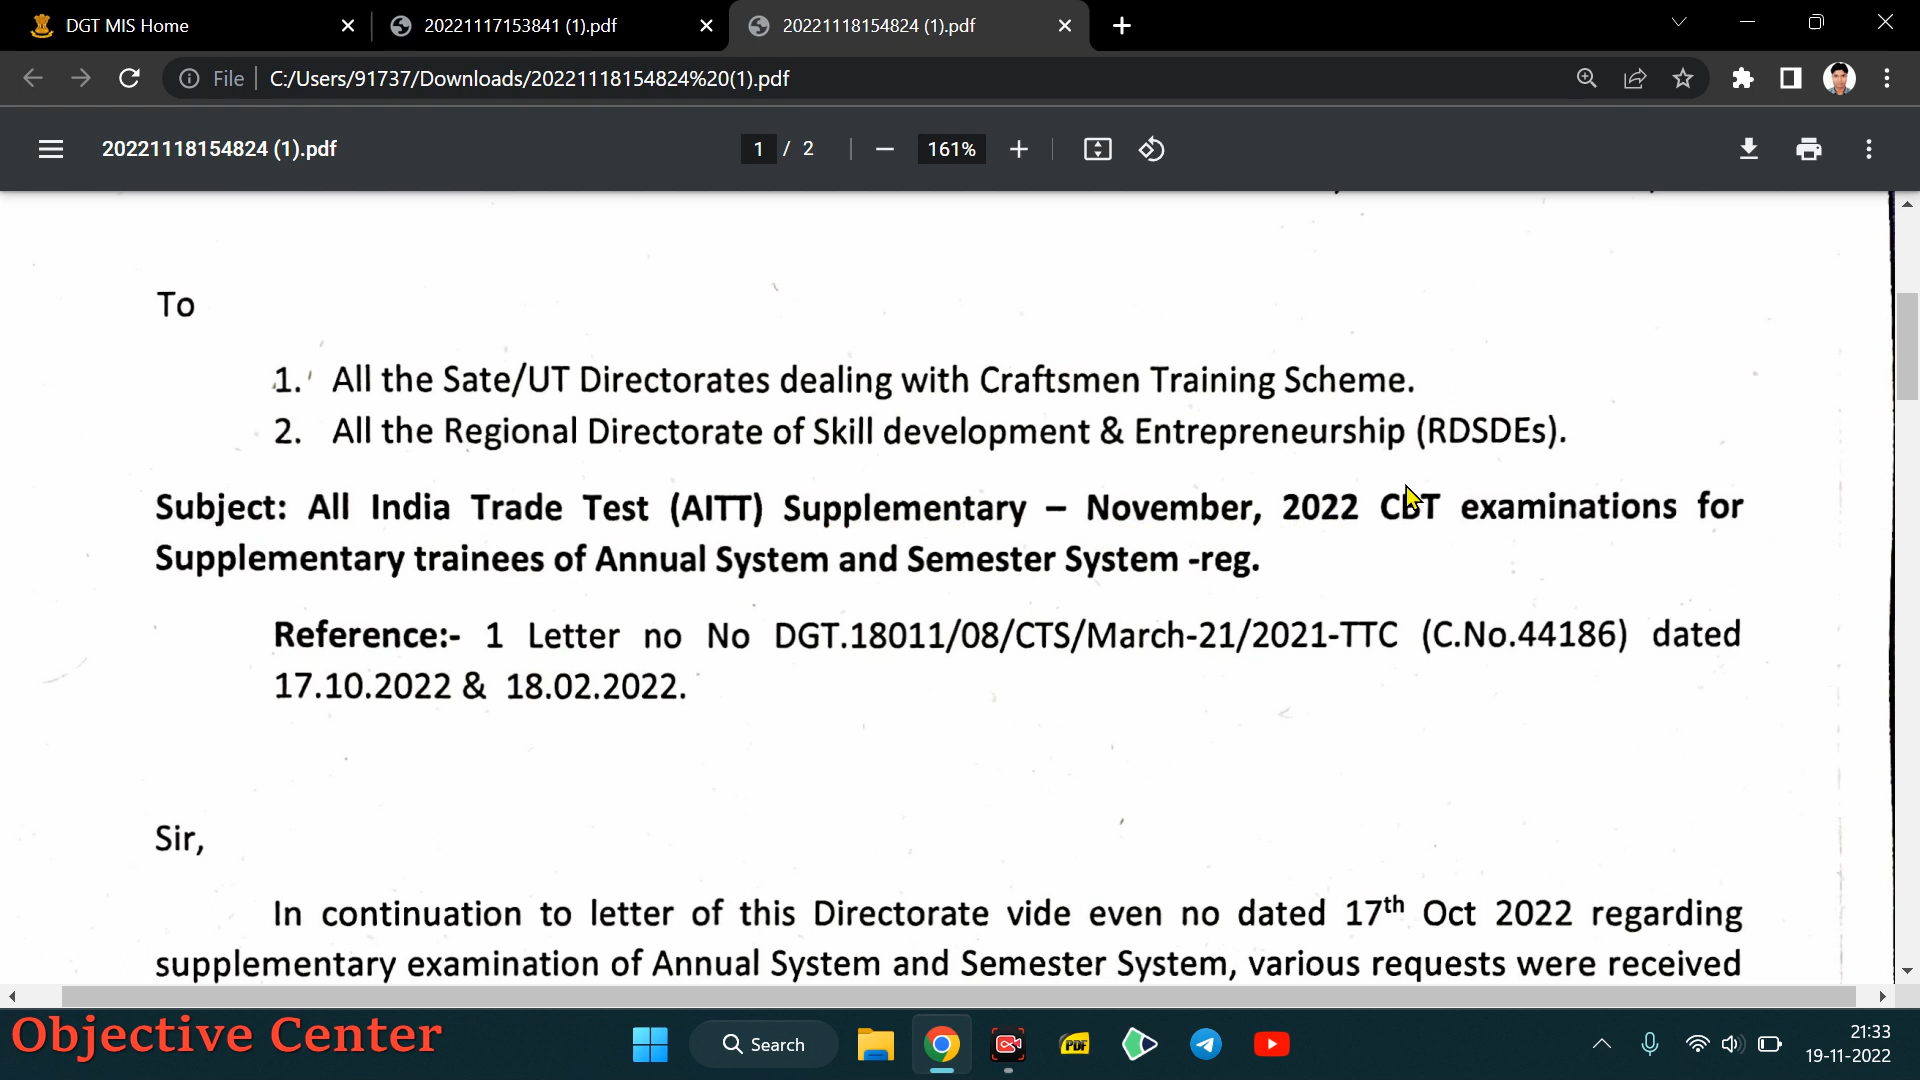 DGT MIS Home
20221117153841 (1).pdf
20221118154824 (1).pdf
File
C:/Users/91737/Downloads/20221118154824%20(1).pdf
20221118154824 (1).pdf
1 / 2
161%
To
1. All the Sate/UT Directorates dealing with Craftsmen Training Scheme.
2. All the Regional Directorate of Skill development & Entrepreneurship (RDSDEs).
Subject: All India Trade Test (AITT) Supplementary – November, 2022 CBT examinations for
Supplementary trainees of Annual System and Semester System -reg.
Reference:- 1 Letter no No DGT.18011/08/CTS/March-21/2021-TTC (C.No.44186) dated
17.10.2022 & 18.02.2022.
Sir,
In continuation to letter of this Directorate vide even no dated 17th Oct 2022 regarding
supplementary examination of Annual System and Semester System, various requests were received
Objective Center
Search
PDF
21:33
19-11-2022